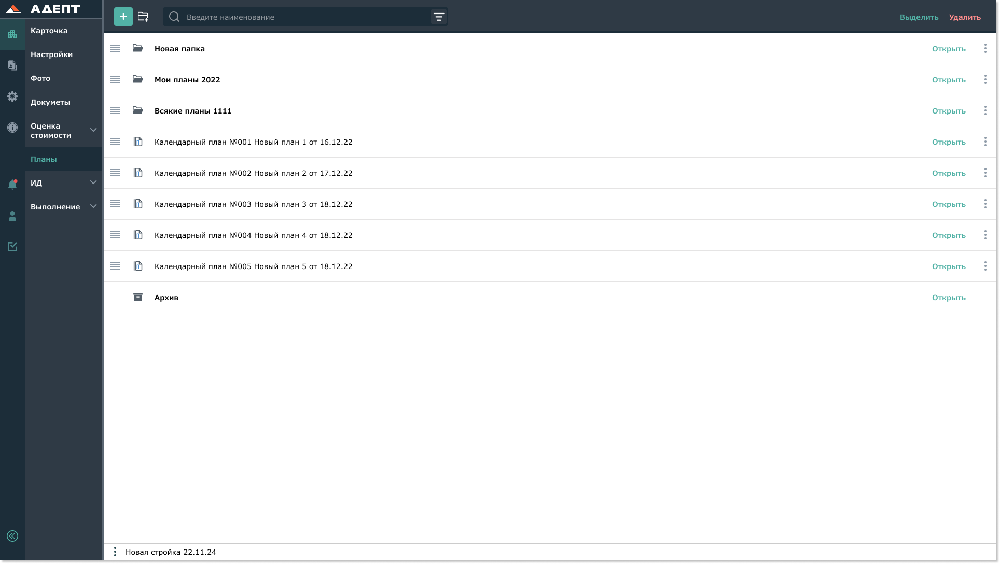 АДЕПТ
Карточка
Настройки
Фото
Докуметы
Оценка
стоимости
Планы
ИД
Выполнение
Введите наименование
Выделить Удалить
Новая папка Открыть
Мои планы 2022 Открыть
Всякие планы 1111 Открыть
Календарный план №001 Новый план 1 от 16.12.22 Открыть
Календарный план №002 Новый план 2 от 17.12.22 Открыть
Календарный план №003 Новый план 3 от 18.12.22 Открыть
Календарный план №004 Новый план 4 от 18.12.22 Открыть
Календарный план №005 Новый план 5 от 18.12.22 Открыть
Архив Открыть
Новая стройка 22.11.24